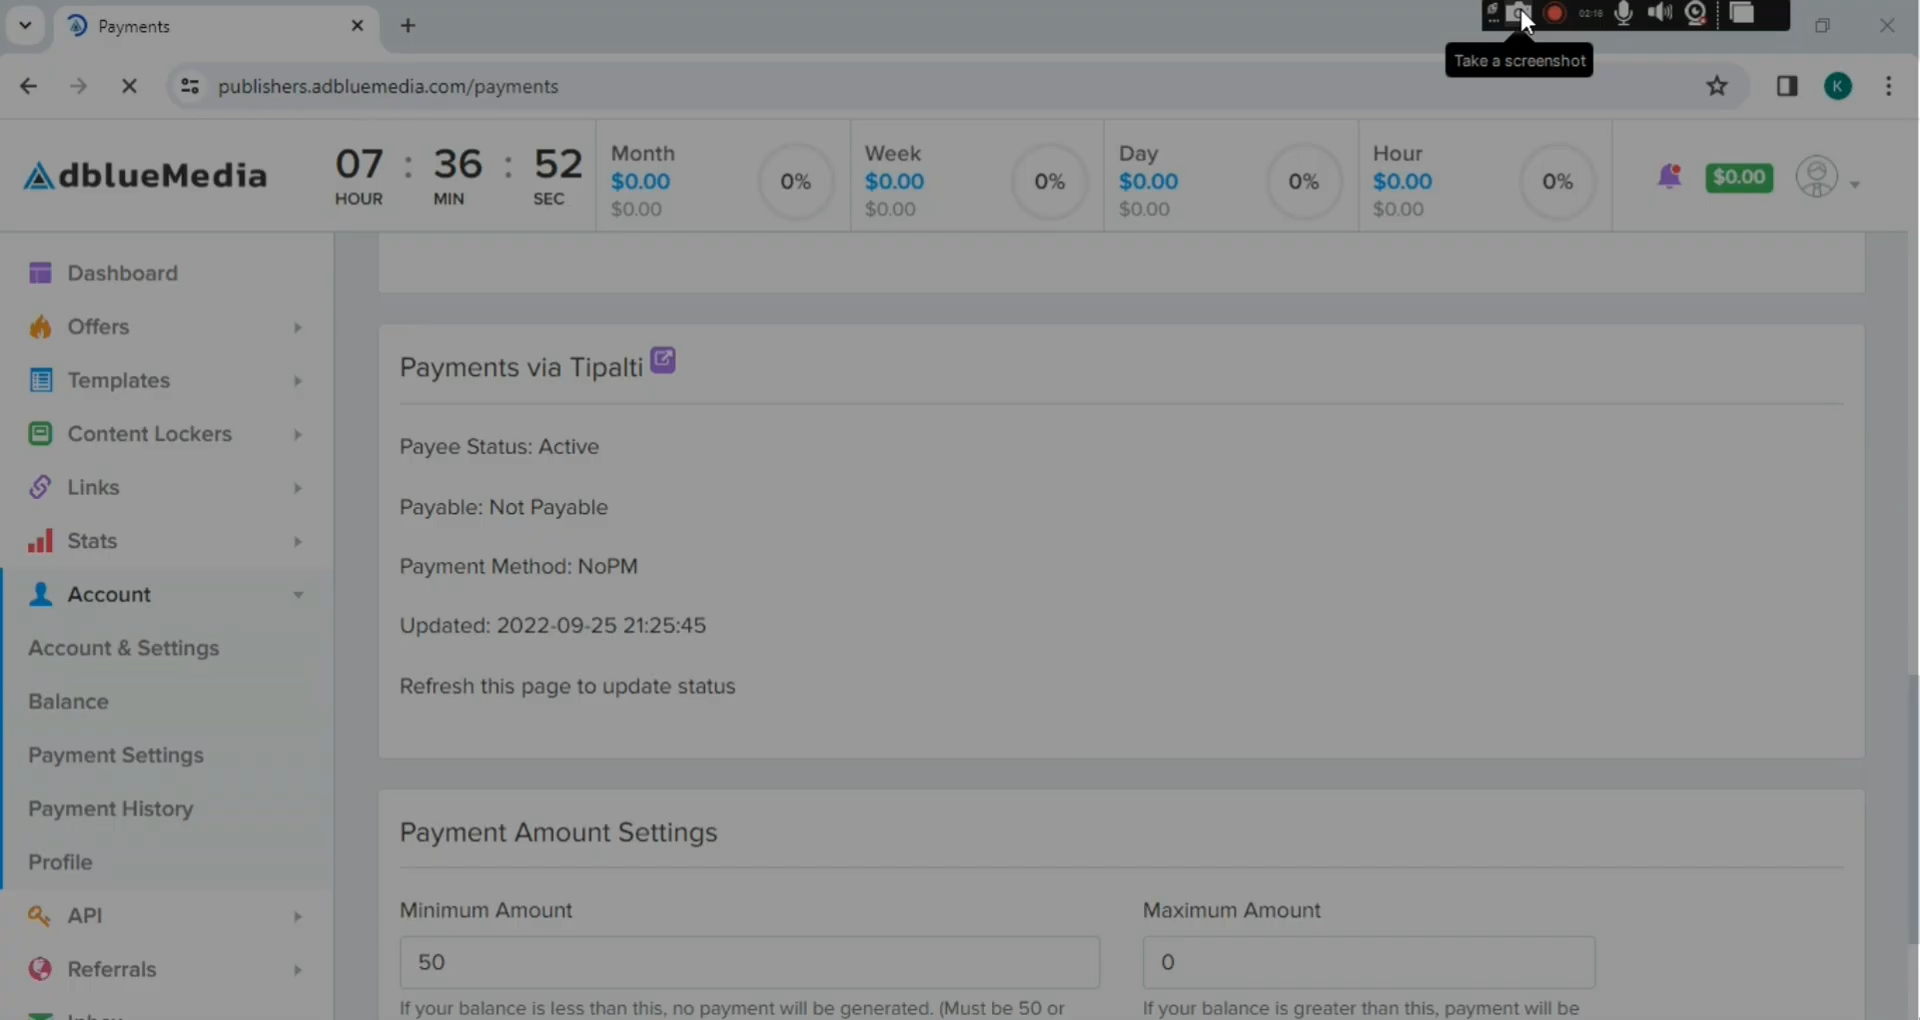 Payments
02:18
Take a screenshot
publishers.adbluemedia.com/payments
K
AdblueMedia
07 : 36 : 52
HOUR MIN SEC
Month
$0.00
$0.00
0%
Week
$0.00
$0.00
0%
Day
$0.00
$0.00
0%
Hour
$0.00
$0.00
0%
$0.00
Dashboard
Offers
Templates
Content Lockers
Links
Stats
Account
Account & Settings
Balance
Payment Settings
Payment History
Profile
API
Referrals
Payments via Tipalti
Payee Status: Active
Payable: Not Payable
Payment Method: NoPM
Updated: 2022-09-25 21:25:45
Refresh this page to update status
Payment Amount Settings
Minimum Amount
50
If your balance is less than this, no payment will be generated. (Must be 50 or
Maximum Amount
0
If your balance is greater than this, payment will be